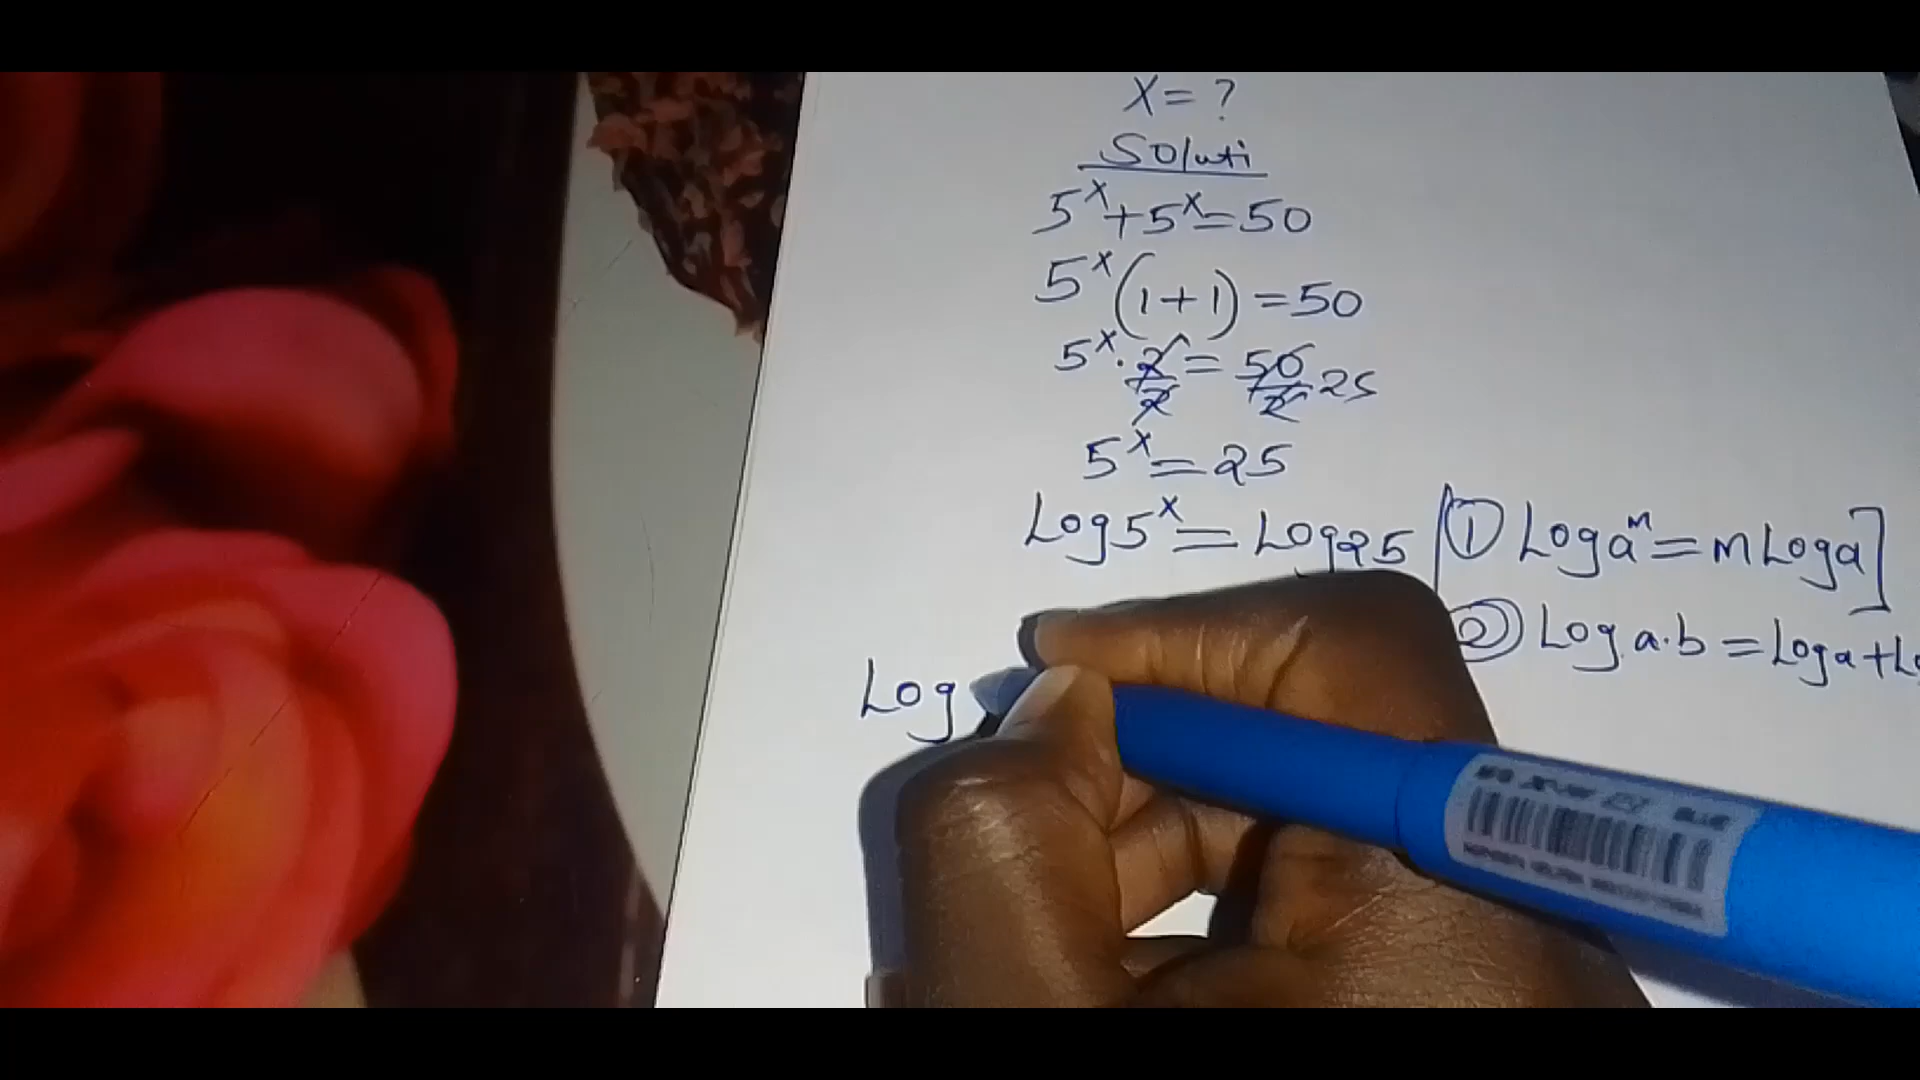 X = ?
Soluti
5^x + 5^x = 50
5^x (1 + 1) = 50
5^x · 2/2 = 50/2 25
5^x = 25
Log 5^x = Log 25
① Log a^m = m Log a]
② Log a·b = Log a + Lo
Log